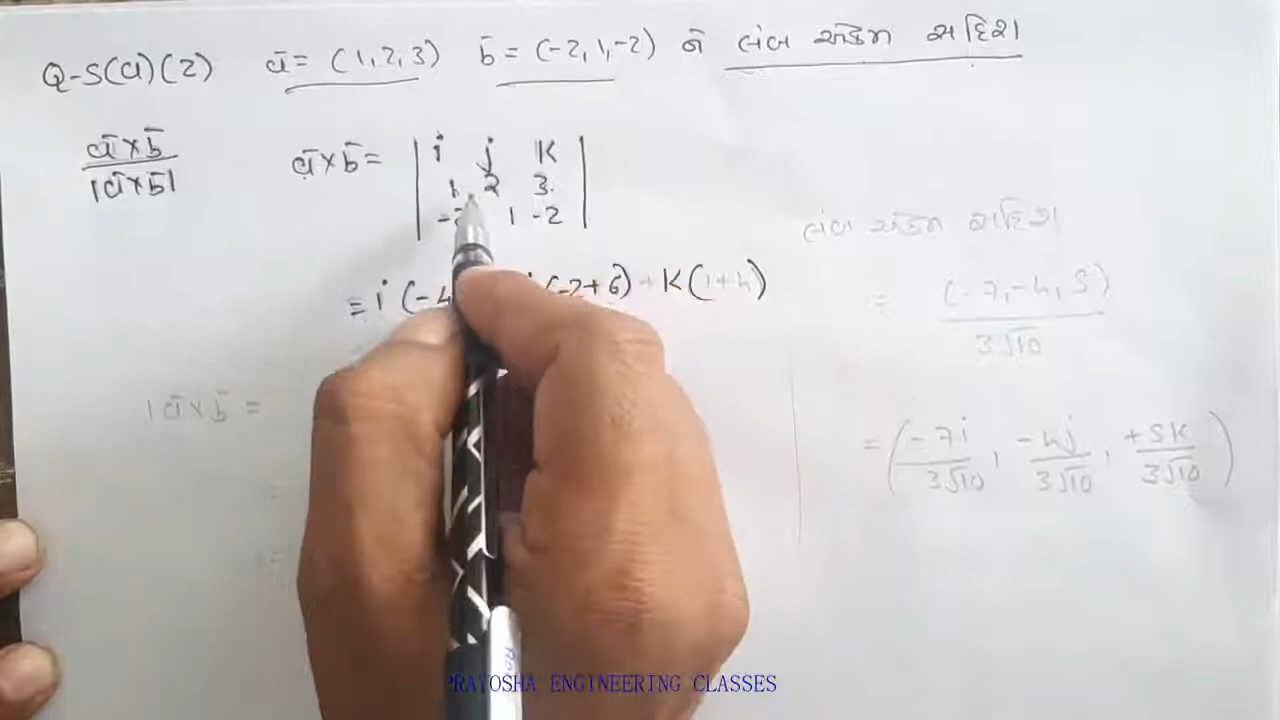 Q-5(a)(2) ā = (1,2,3) b̄ = (-2,1,-2) ને લંબ એકમ સદિશ
ā×b̄
|ā×b̄|
ā×b̄ = | i j K |
1 2 3
-2 1 -2
= i (-4 j (-2+6) + K (1+4)
|ā×b̄ =
લંબ એકમ સદિશ
= (-7,-4,5)
3√10
= (-7i/3√10, -4j/3√10, +5K/3√10)
PRAYOSHA ENGINEERING CLASSES